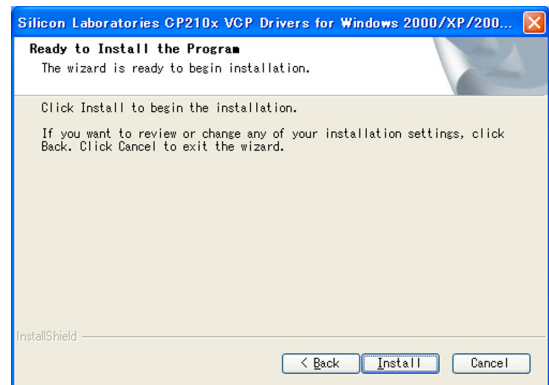 Silicon Laboratories CP210x VCP Drivers for Windows 2000/XP/200...
Ready to Install the Program
The wizard is ready to begin installation.
Click Install to begin the installation.
If you want to review or change any of your installation settings, click
Back. Click Cancel to exit the wizard.
InstallShield
< Back Install Cancel